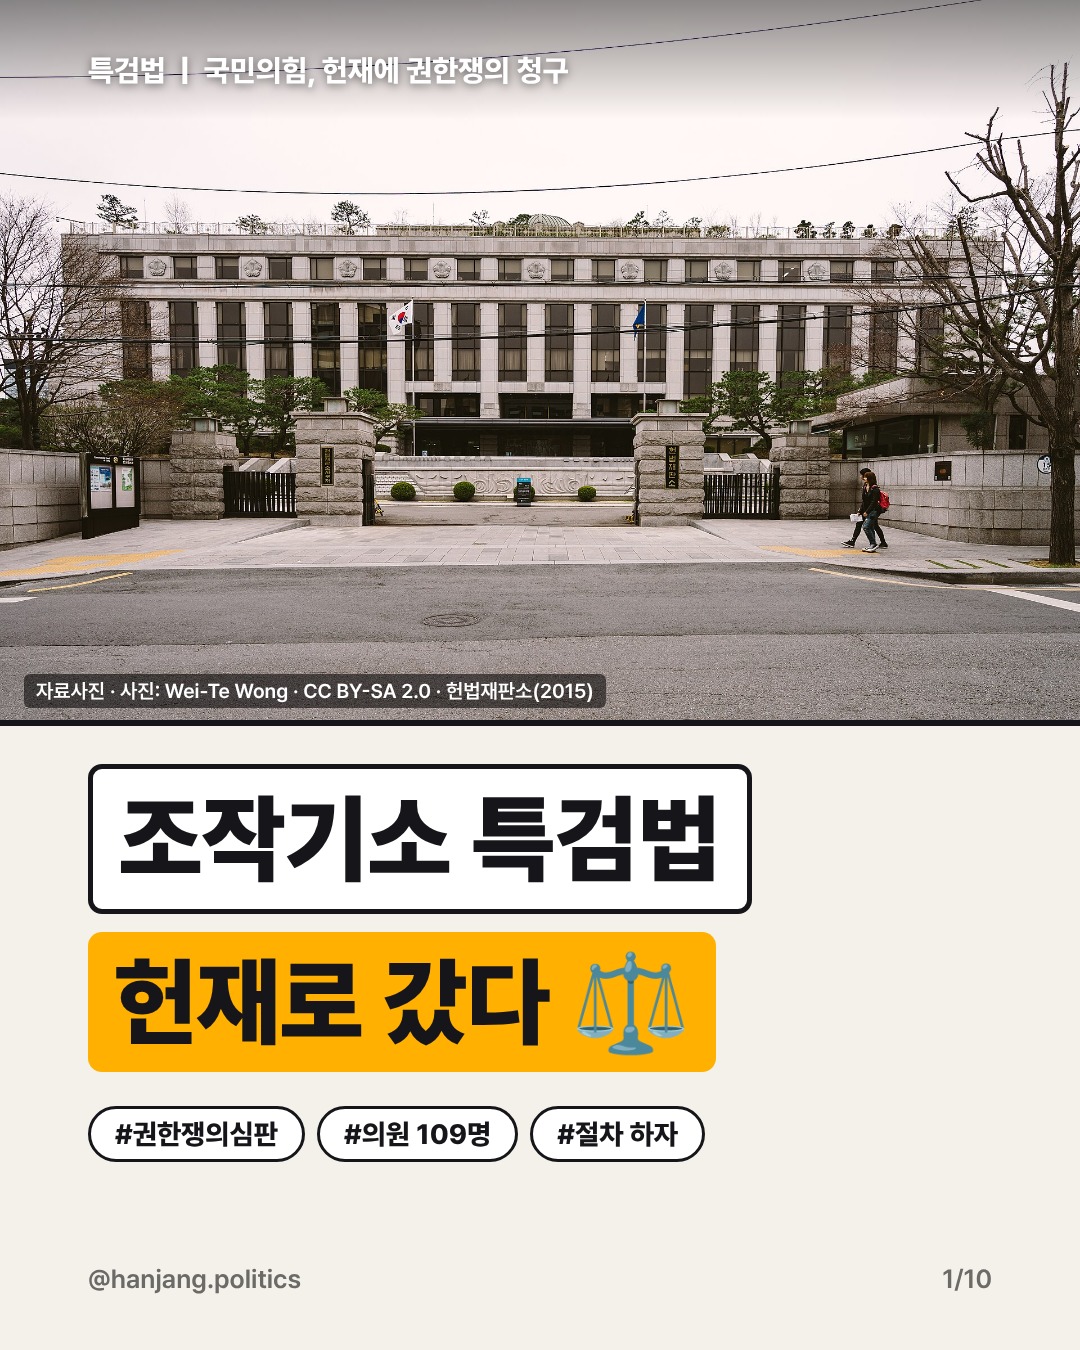 특검법 | 국민의힘, 헌재에 권한쟁의 청구
자료사진 · 사진: Wei-Te Wong · CC BY-SA 2.0 · 헌법재판소(2015)
조작기소 특검법
헌재로 갔다
#권한쟁의심판 #의원 109명 #절차 하자
@hanjang.politics 1/10